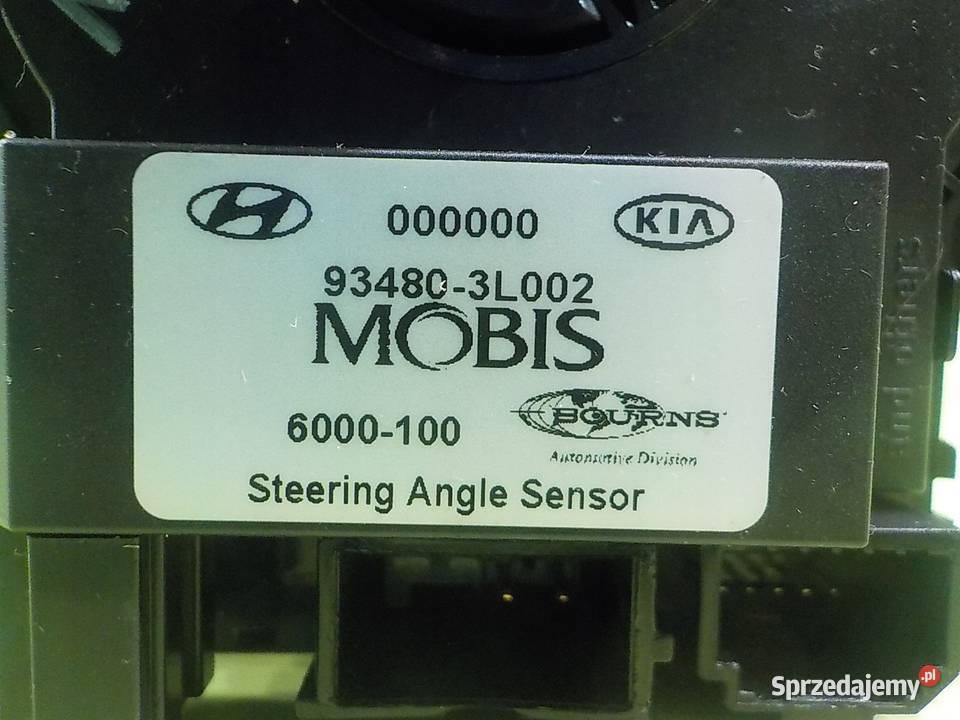 000000 KIA
93480-3L002
MOBIS
6000-100 BOURNS
Automotive Division
Steering Angle Sensor
Sprzedajemy.pl